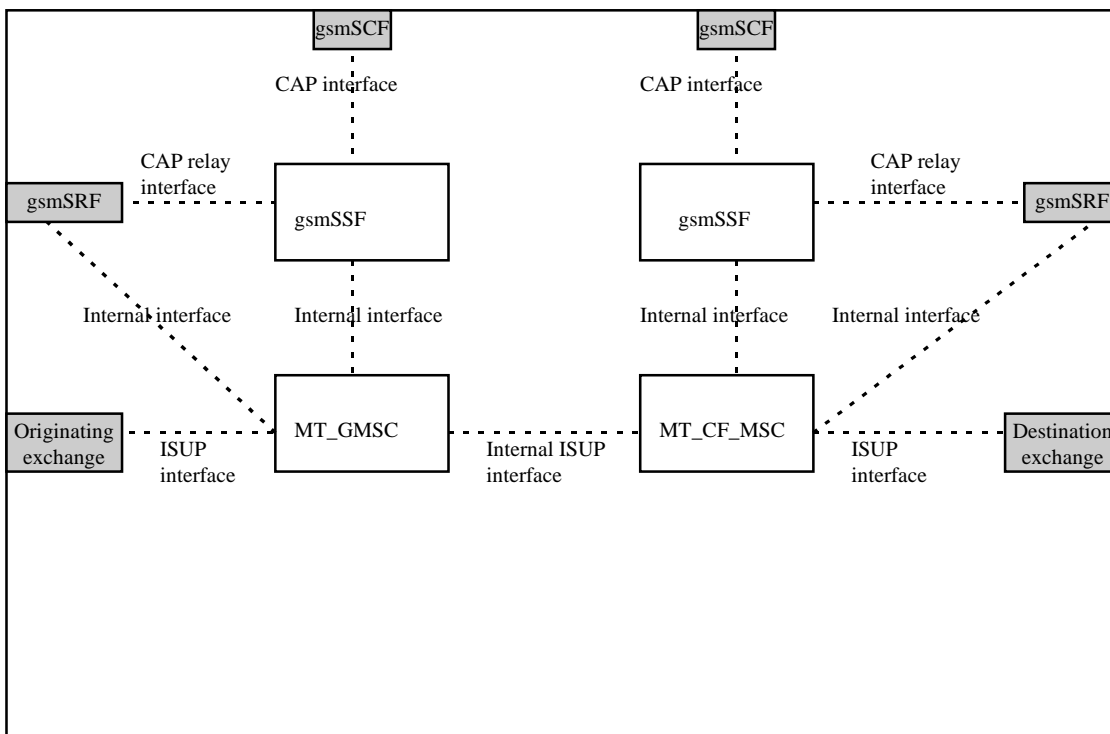 gsmSCF
gsmSCF
CAP interface
CAP interface
CAP relay
interface
CAP relay
interface
gsmSRF
gsmSSF
gsmSSF
gsmSRF
Internal interface
Internal interface
Internal interface
Internal interface
Originating
exchange
ISUP
interface
MT_GMSC
Internal ISUP
interface
MT_CF_MSC
ISUP
interface
Destination
exchange